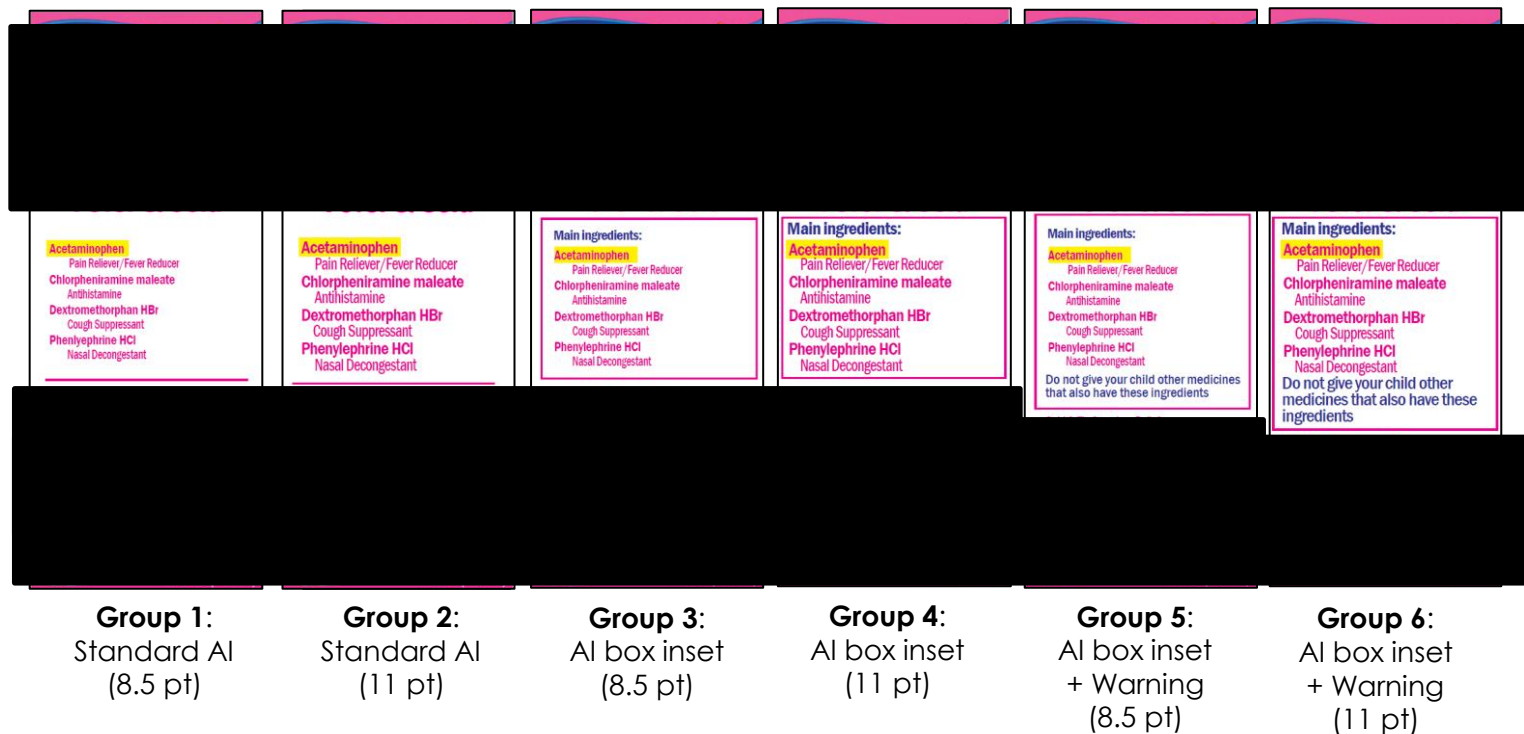 Acetaminophen
Pain Reliever/Fever Reducer
Chlorpheniramine maleate
Antihistamine
Dextromethorphan HBr
Cough Suppressant
Phenlyephrine HCl
Nasal Decongestant
Acetaminophen
Pain Reliever/Fever Reducer
Chlorpheniramine maleate
Antihistamine
Dextromethorphan HBr
Cough Suppressant
Phenylephrine HCl
Nasal Decongestant
Main ingredients:
Acetaminophen
Pain Reliever/Fever Reducer
Chlorpheniramine maleate
Antihistamine
Dextromethorphan HBr
Cough Suppressant
Phenylephrine HCl
Nasal Decongestant
Main ingredients:
Acetaminophen
Pain Reliever/Fever Reducer
Chlorpheniramine maleate
Antihistamine
Dextromethorphan HBr
Cough Suppressant
Phenylephrine HCl
Nasal Decongestant
Main ingredients:
Acetaminophen
Pain Reliever/Fever Reducer
Chlorpheniramine maleate
Antihistamine
Dextromethorphan HBr
Cough Suppressant
Phenylephrine HCl
Nasal Decongestant
Do not give your child other medicines
that also have these ingredients
Main ingredients:
Acetaminophen
Pain Reliever/Fever Reducer
Chlorpheniramine maleate
Antihistamine
Dextromethorphan HBr
Cough Suppressant
Phenylephrine HCl
Nasal Decongestant
Do not give your child other
medicines that also have these
ingredients
Group 1:
Standard AI
(8.5 pt)
Group 2:
Standard AI
(11 pt)
Group 3:
AI box inset
(8.5 pt)
Group 4:
AI box inset
(11 pt)
Group 5:
AI box inset
+ Warning
(8.5 pt)
Group 6:
AI box inset
+ Warning
(11 pt)